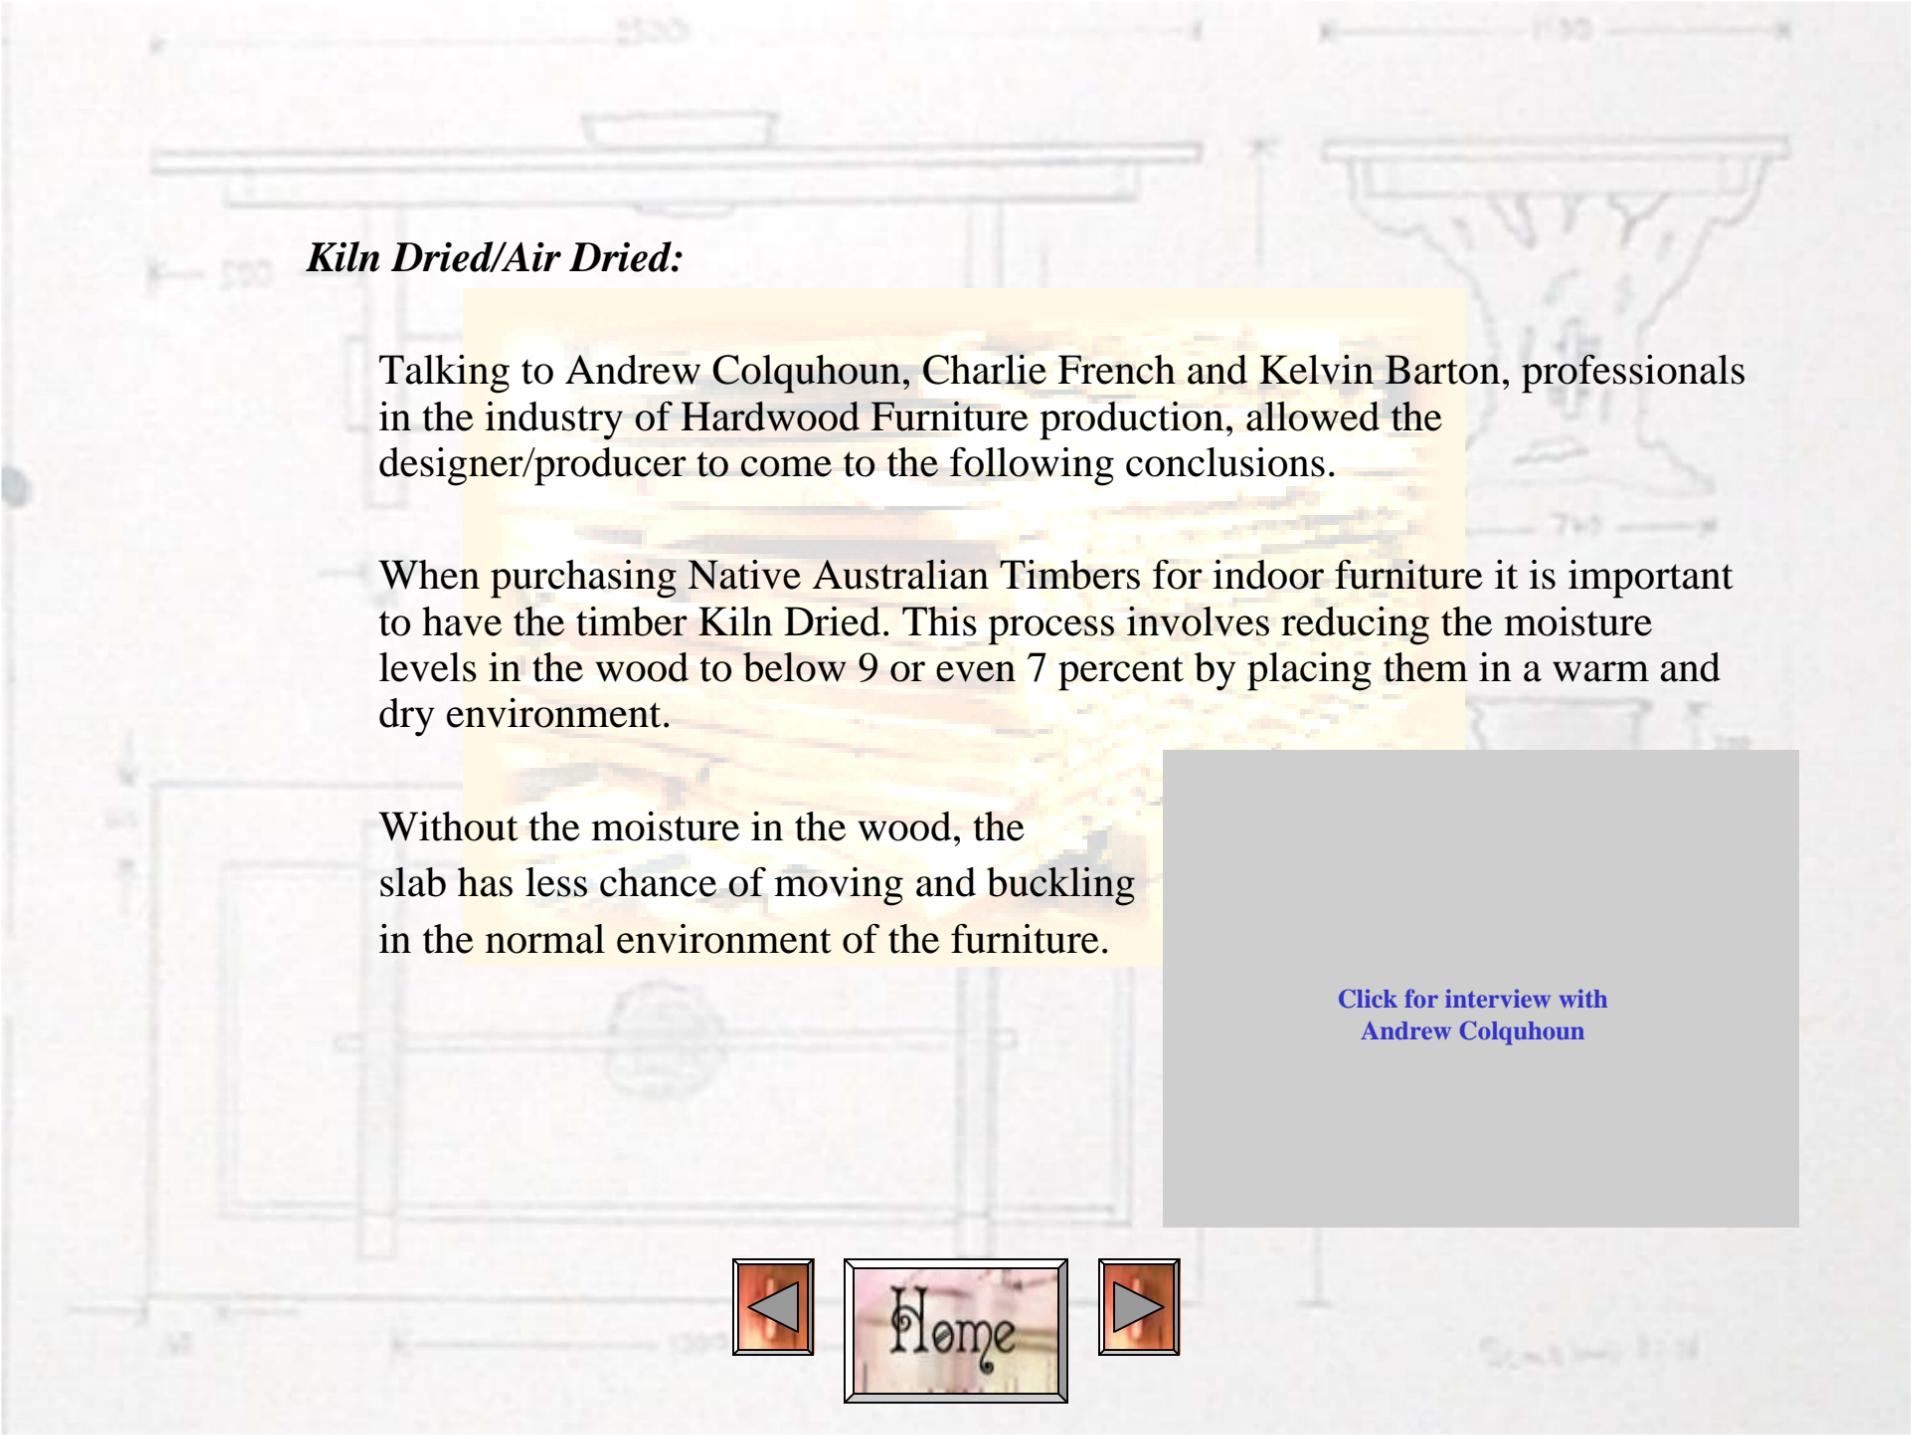 2300
1100
Kiln Dried/Air Dried:
Talking to Andrew Colquhoun, Charlie French and Kelvin Barton, professionals
in the industry of Hardwood Furniture production, allowed the
designer/producer to come to the following conclusions.
740
When purchasing Native Australian Timbers for indoor furniture it is important
to have the timber Kiln Dried. This process involves reducing the moisture
levels in the wood to below 9 or even 7 percent by placing them in a warm and
dry environment.
Without the moisture in the wood, the
slab has less chance of moving and buckling
in the normal environment of the furniture.
Click for interview with
Andrew Colquhoun
Home